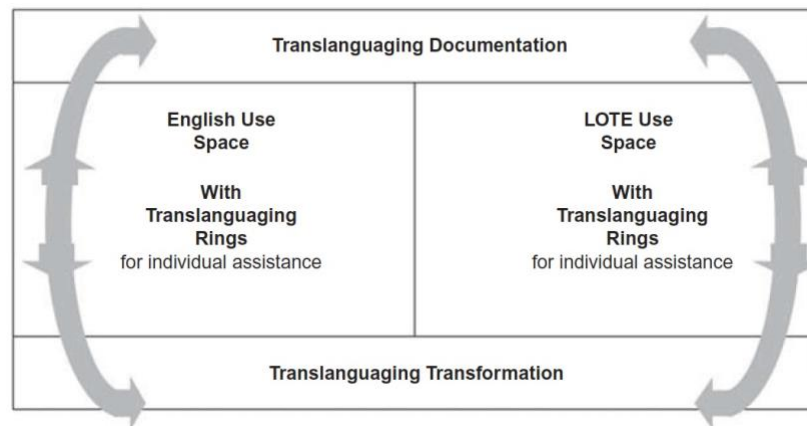 Translanguaging Documentation
English Use
Space
With
Translanguaging
Rings
for individual assistance
LOTE Use
Space
With
Translanguaging
Rings
for individual assistance
Translanguaging Transformation